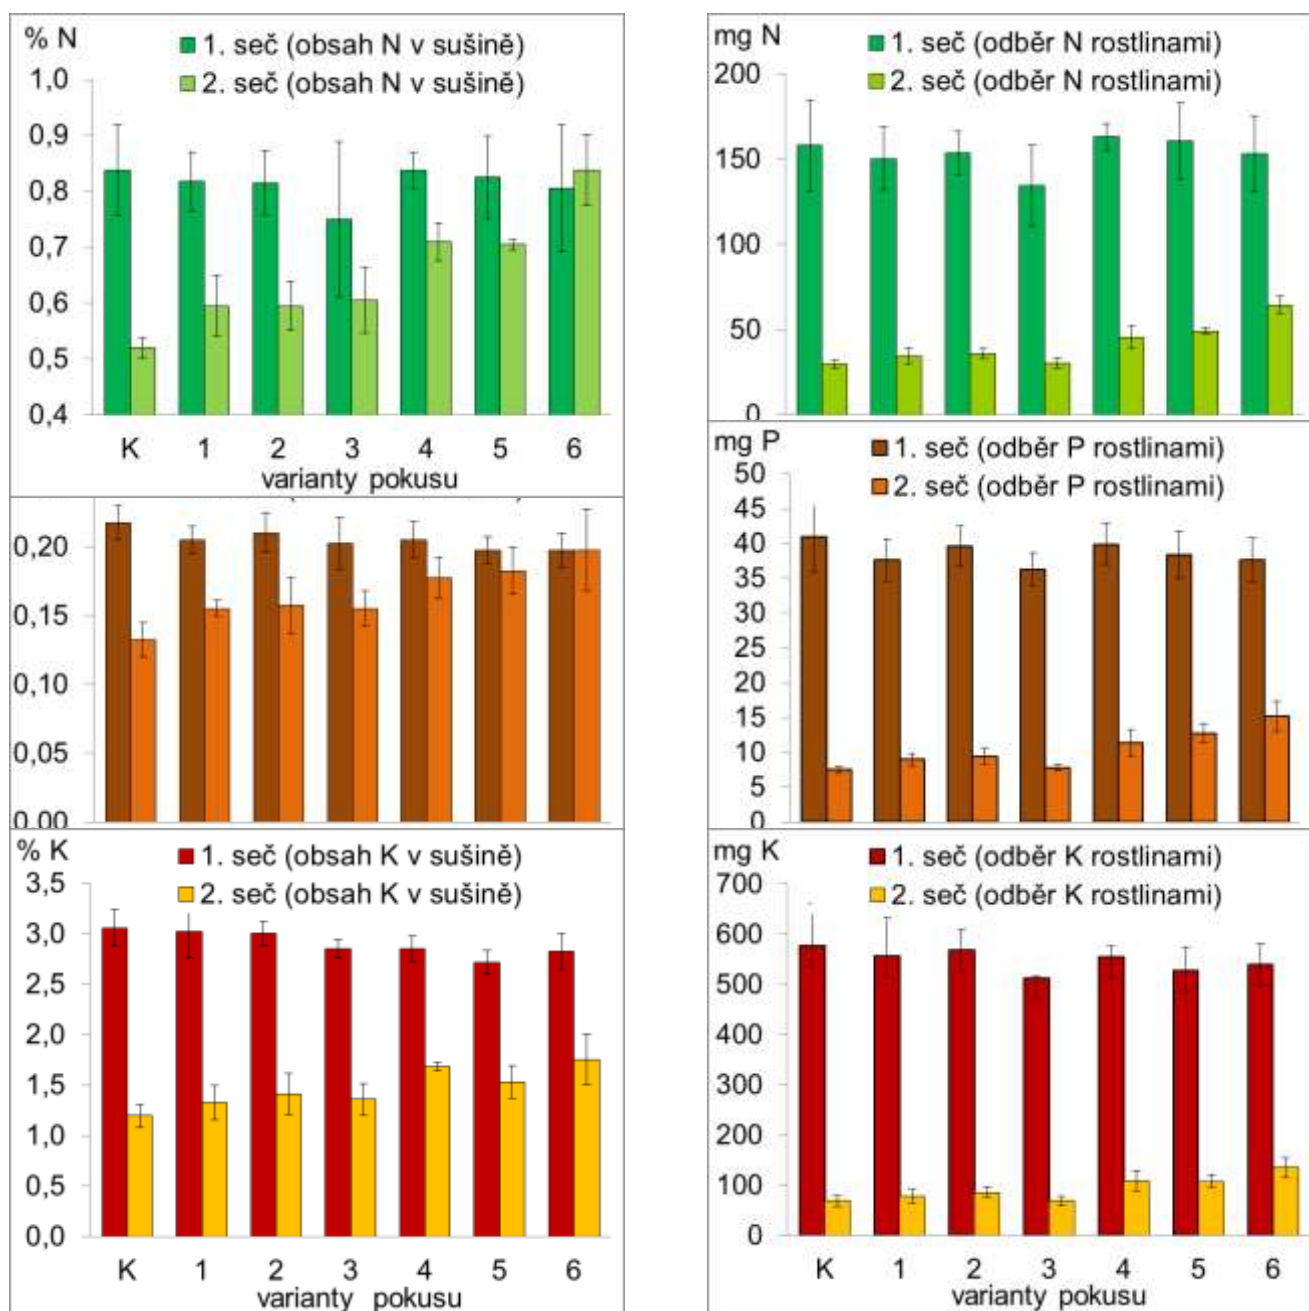 % N
1. seč (obsah N v sušině)
2. seč (obsah N v sušině)
1,0
0,9
0,8
0,7
0,6
0,5
0,4
K 1 2 3 4 5 6
varianty pokusu
0,20
0,15
0,10
0,05
0,00
% K
1. seč (obsah K v sušině)
2. seč (obsah K v sušině)
3,5
3,0
2,5
2,0
1,5
1,0
0,5
0,0
K 1 2 3 4 5 6
varianty pokusu
mg N
1. seč (odběr N rostlinami)
2. seč (odběr N rostlinami)
200
150
100
50
0
mg P
1. seč (odběr P rostlinami)
2. seč (odběr P rostlinami)
50
45
40
35
30
25
20
15
10
5
0
mg K
1. seč (odběr K rostlinami)
2. seč (odběr K rostlinami)
700
600
500
400
300
200
100
0
K 1 2 3 4 5 6
varianty pokusu